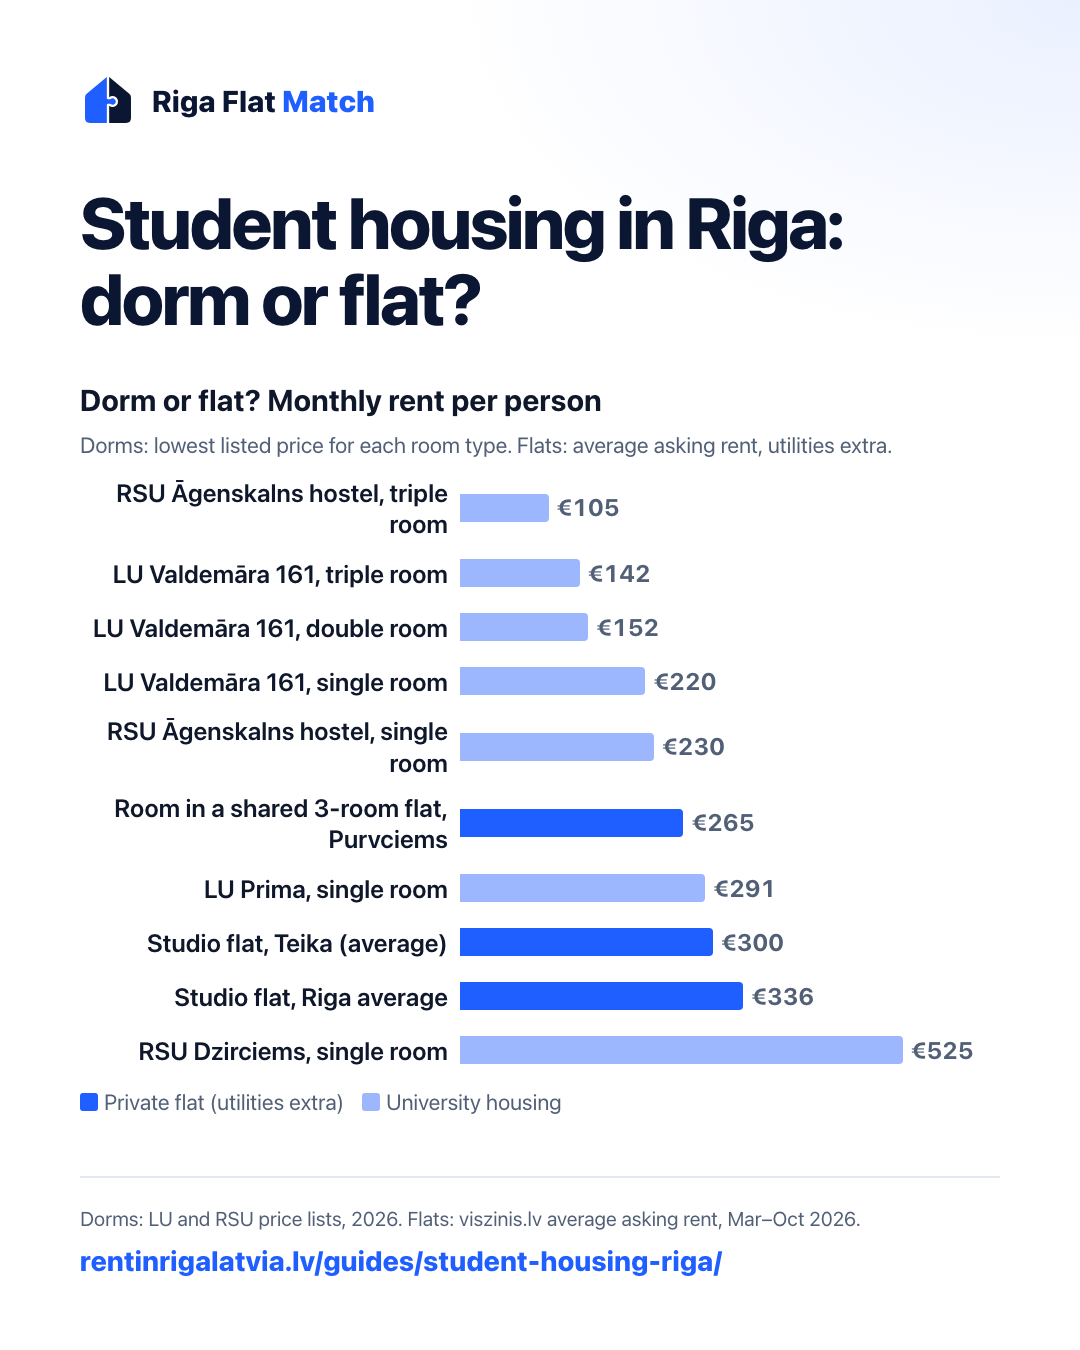 Riga Flat Match
Student housing in Riga:
dorm or flat?
Dorm or flat? Monthly rent per person
Dorms: lowest listed price for each room type. Flats: average asking rent, utilities extra.
RSU Āgenskalns hostel, triple
room
€105
LU Valdemāra 161, triple room €142
LU Valdemāra 161, double room €152
LU Valdemāra 161, single room €220
RSU Āgenskalns hostel, single
room
€230
Room in a shared 3-room flat,
Purvciems
€265
LU Prima, single room €291
Studio flat, Teika (average) €300
Studio flat, Riga average €336
RSU Dzirciems, single room €525
Private flat (utilities extra) University housing
Dorms: LU and RSU price lists, 2026. Flats: viszinis.lv average asking rent, Mar–Oct 2026.
rentinrigalatvia.lv/guides/student-housing-riga/